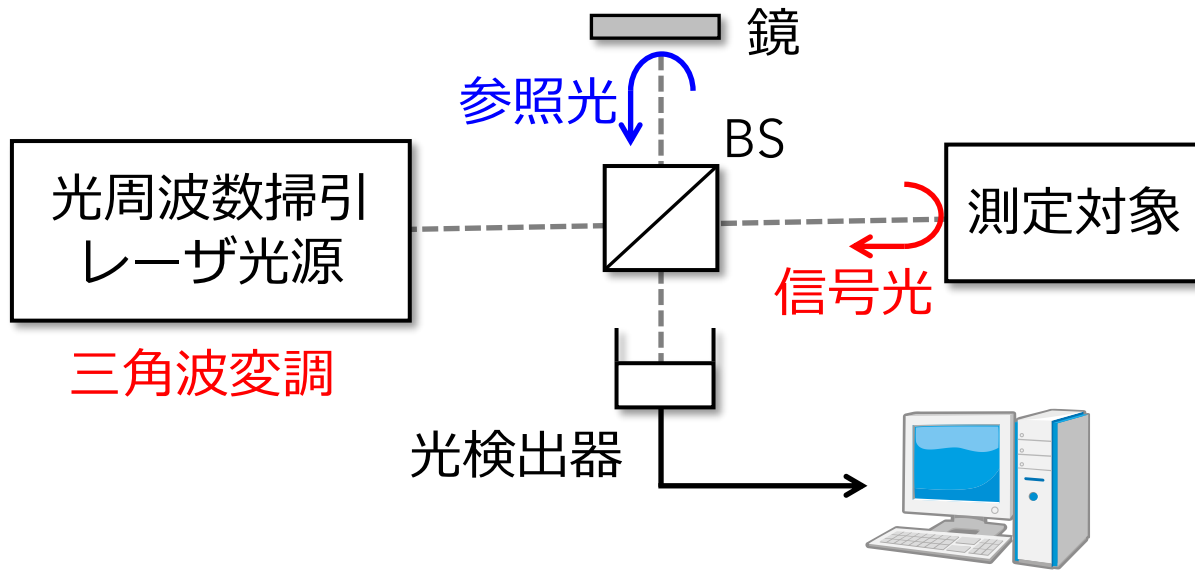 鏡
参照光
BS
光周波数掃引
レーザ光源
測定対象
信号光
三角波変調
光検出器